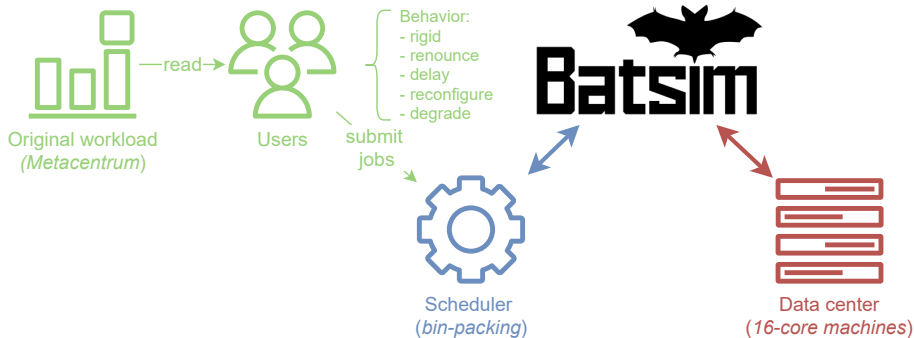 Behavior:
- rigid
- renounce
- delay
- reconfigure
- degrade
Batsim
read
Original workload
(Metacentrum)
Users
submit
jobs
Scheduler
(bin-packing)
Data center
(16-core machines)